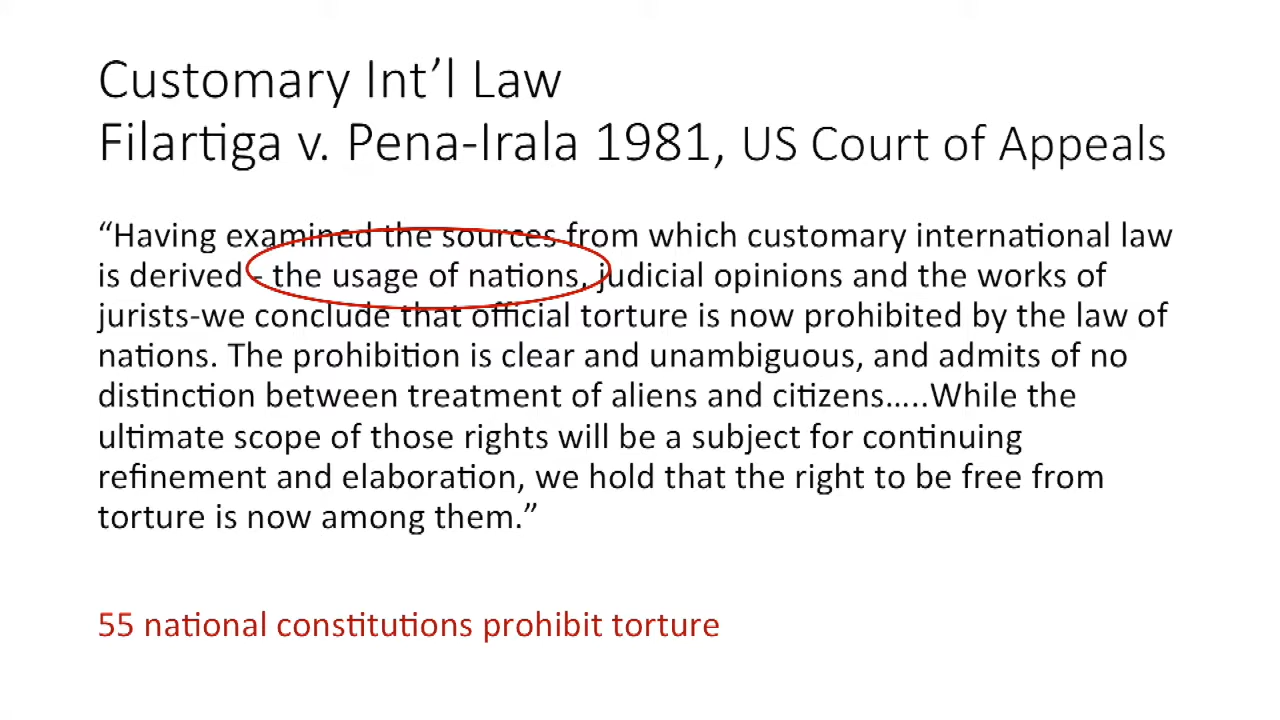 Customary Int’l Law
Filartiga v. Pena-Irala 1981, US Court of Appeals
“Having examined the sources from which customary international law
is derived - the usage of nations, judicial opinions and the works of
jurists-we conclude that official torture is now prohibited by the law of
nations. The prohibition is clear and unambiguous, and admits of no
distinction between treatment of aliens and citizens…..While the
ultimate scope of those rights will be a subject for continuing
refinement and elaboration, we hold that the right to be free from
torture is now among them.”
55 national constitutions prohibit torture